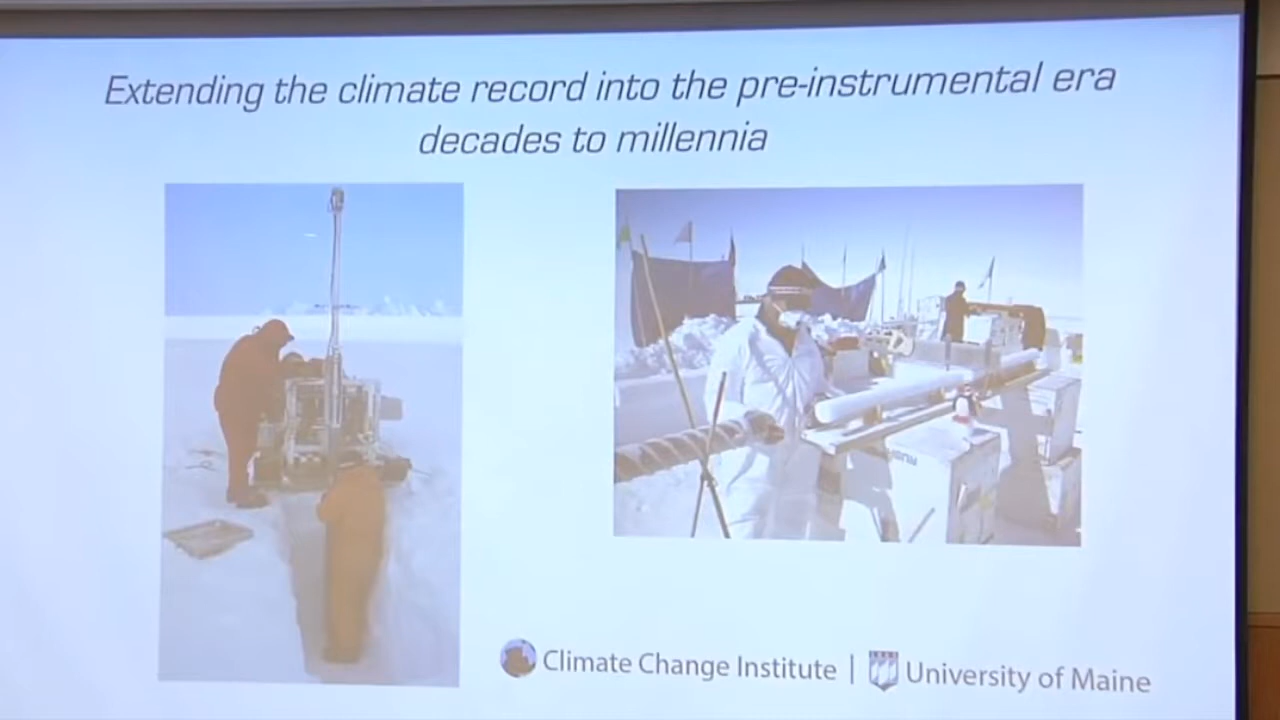 Extending the climate record into the pre-instrumental era
decades to millennia
Climate Change Institute | University of Maine